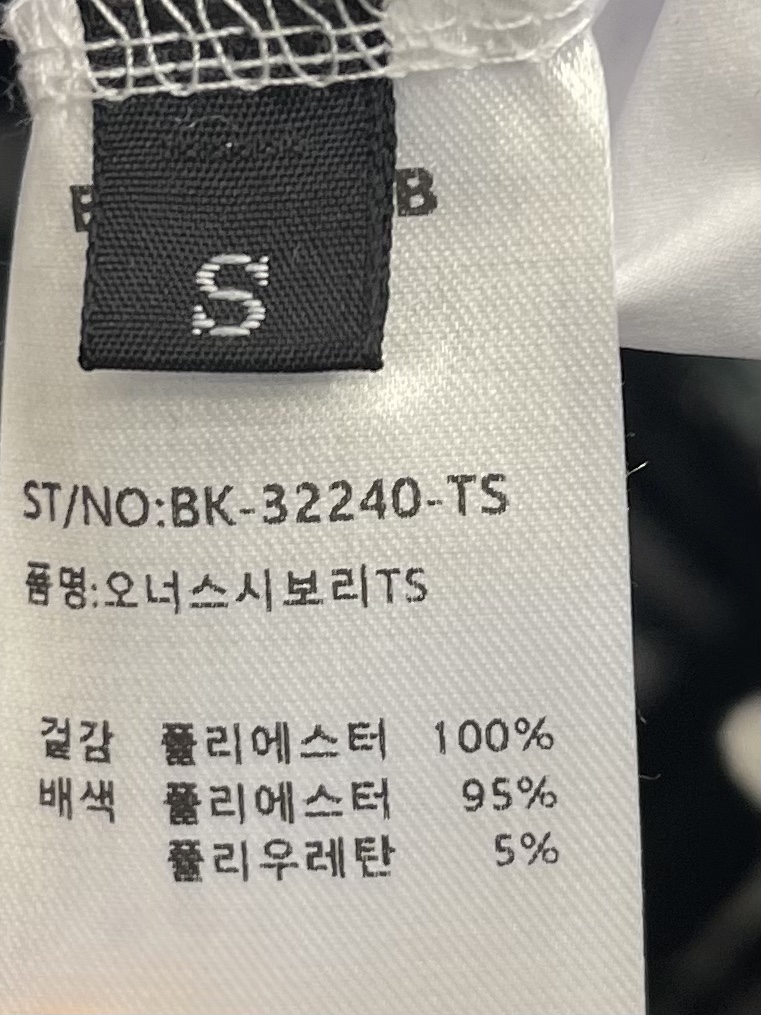 B
S
ST/NO:BK-32240-TS
품명:오너스시보리TS
겉감 폴리에스터 100%
배색 폴리에스터 95%
폴리우레탄 5%